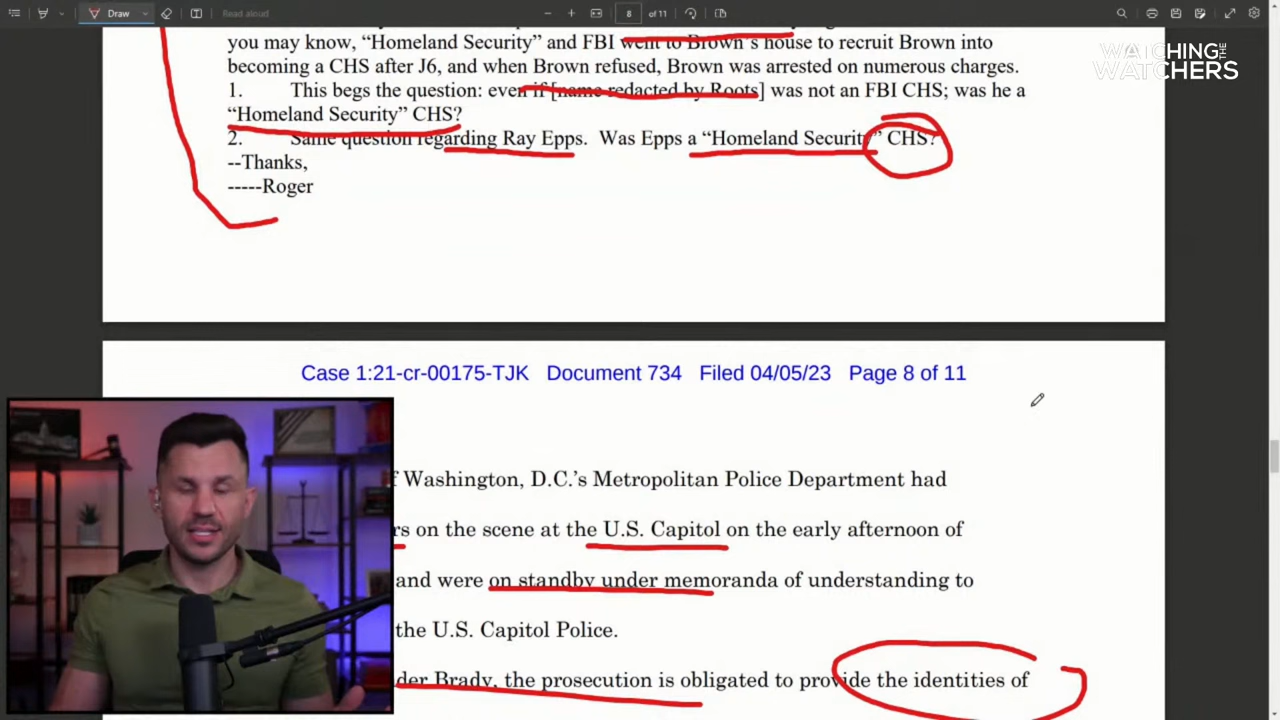 Draw
Read aloud
8 of 11
WATCHING THE WATCHERS
you may know, “Homeland Security” and FBI went to Brown’s house to recruit Brown into
becoming a CHS after J6, and when Brown refused, Brown was arrested on numerous charges.
1. This begs the question: even if [name redacted by Roots] was not an FBI CHS; was he a
“Homeland Security” CHS?
2. Same question regarding Ray Epps. Was Epps a “Homeland Security” CHS?
--Thanks,
-----Roger
Case 1:21-cr-00175-TJK Document 734 Filed 04/05/23 Page 8 of 11
Washington, D.C.’s Metropolitan Police Department had
on the scene at the U.S. Capitol on the early afternoon of
and were on standby under memoranda of understanding to
the U.S. Capitol Police.
Brady, the prosecution is obligated to provide the identities of